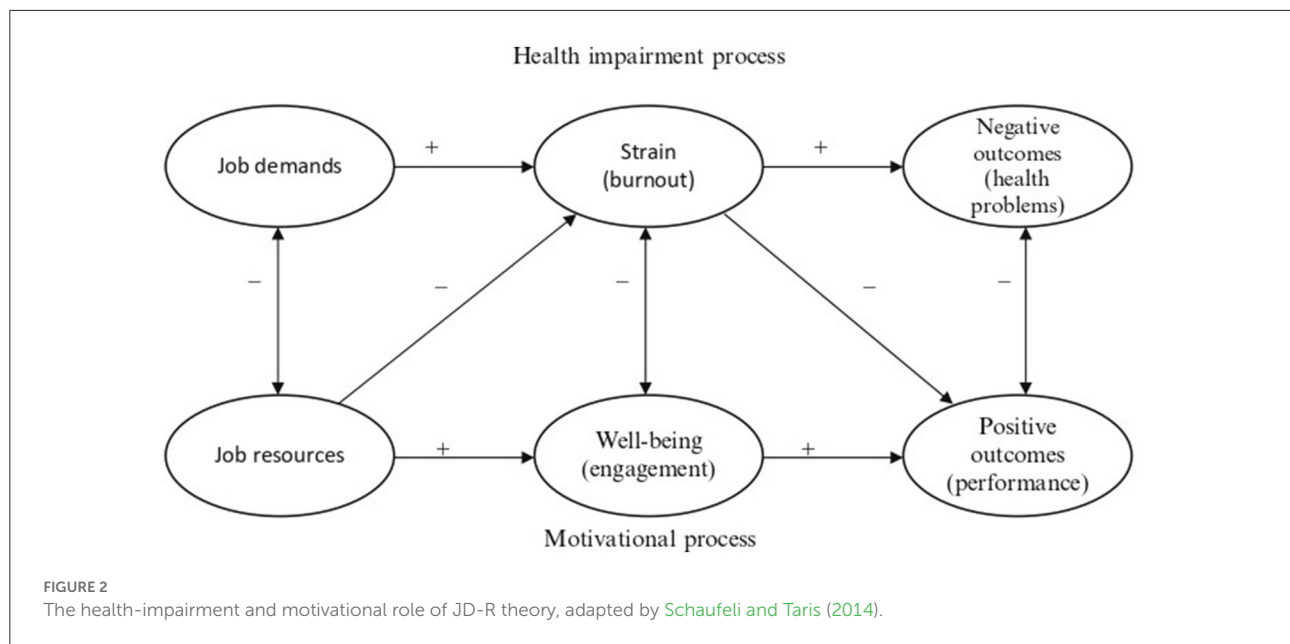 Health impairment process
Job demands
+
Strain
(burnout)
+
Negative
outcomes
(health
problems)
−
−
−
−
−
Job resources
+
Well-being
(engagement)
+
Positive
outcomes
(performance)
Motivational process
FIGURE 2
The health-impairment and motivational role of JD-R theory, adapted by Schaufeli and Taris (2014).